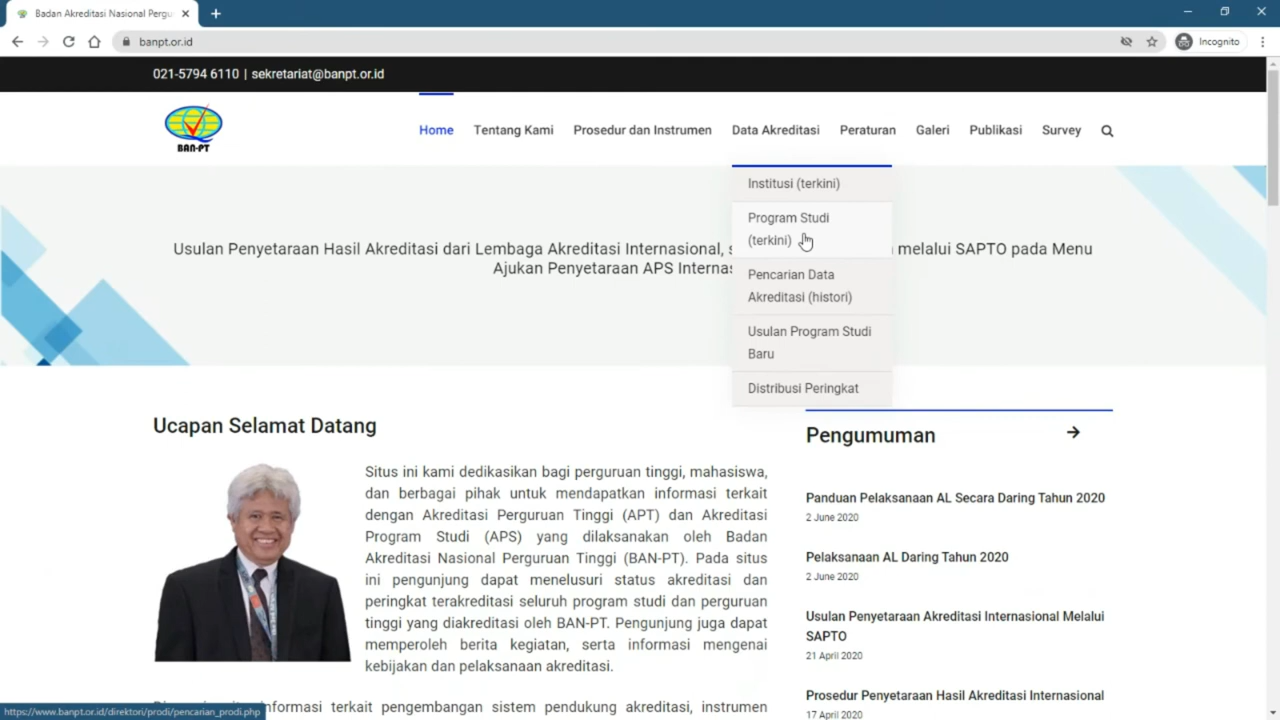 Badan Akreditasi Nasional Pergu
banpt.or.id
Incognito
021-5794 6110 | sekretariat@banpt.or.id
BAN-PT
Home
Tentang Kami
Prosedur dan Instrumen
Data Akreditasi
Peraturan
Galeri
Publikasi
Survey
Institusi (terkini)
Program Studi
(terkini)
Pencarian Data
Akreditasi (histori)
Usulan Program Studi
Baru
Distribusi Peringkat
Usulan Penyetaraan Hasil Akreditasi dari Lembaga Akreditasi Internasional, melalui SAPTO pada Menu
Ajukan Penyetaraan APS
Ucapan Selamat Datang
Situs ini kami dedikasikan bagi perguruan tinggi, mahasiswa,
dan berbagai pihak untuk mendapatkan informasi terkait
dengan Akreditasi Perguruan Tinggi (APT) dan Akreditasi
Program Studi (APS) yang dilaksanakan oleh Badan
Akreditasi Nasional Perguruan Tinggi (BAN-PT). Pada situs
ini pengunjung dapat menelusuri status akreditasi dan
peringkat terakreditasi seluruh program studi dan perguruan
tinggi yang diakreditasi oleh BAN-PT. Pengunjung juga dapat
memperoleh berita kegiatan, serta informasi mengenai
kebijakan dan pelaksanaan akreditasi.
informasi terkait pengembangan sistem pendukung akreditasi, instrumen
Pengumuman
Panduan Pelaksanaan AL Secara Daring Tahun 2020
2 June 2020
Pelaksanaan AL Daring Tahun 2020
2 June 2020
Usulan Penyetaraan Akreditasi Internasional Melalui
SAPTO
21 April 2020
Prosedur Penyetaraan Hasil Akreditasi Internasional
17 April 2020
https://www.banpt.or.id/direktori/prodi/pencarian_prodi.php